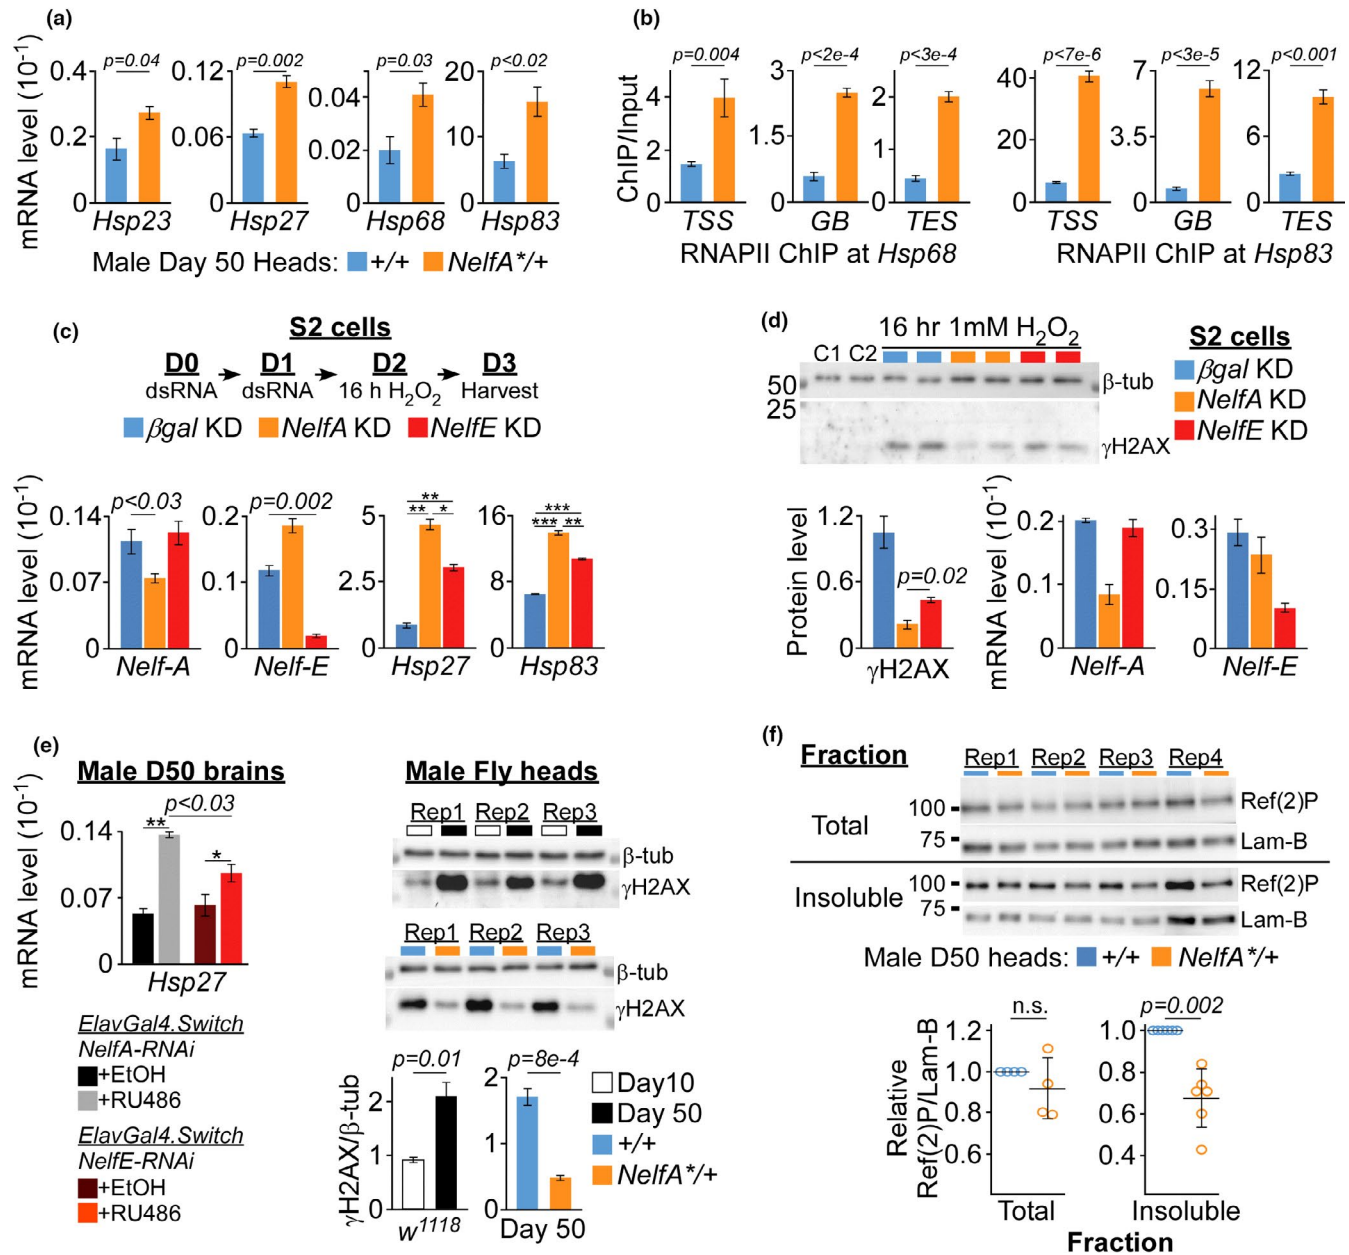 (a)
mRNA level (10-1)
p=0.04
p=0.002
p=0.03
p<0.02
0.4
0.2
0
0.12
0.06
0
0.04
0.02
0
20
10
0
Hsp23
Hsp27
Hsp68
Hsp83
Male Day 50 Heads: +/+ NelfA*/+
(b)
ChIP/Input
p=0.004
p<2e-4
p<3e-4
p<7e-6
p<3e-5
p<0.001
4
2
0
3
1.5
0
2
1
0
40
20
0
7
3.5
0
12
6
0
TSS
GB
TES
TSS
GB
TES
RNAPII ChIP at Hsp68
RNAPII ChIP at Hsp83
(c)
S2 cells
D0 D1 D2 D3
dsRNA dsRNA 16 h H2O2 Harvest
βgal KD NelfA KD NelfE KD
mRNA level (10-1)
p<0.03
p=0.002
**
** *
***
*** **
0.14
0.07
0
0.2
0.1
0
5
2.5
0
16
8
0
Nelf-A
Nelf-E
Hsp27
Hsp83
(d)
16 hr 1mM H2O2
C1 C2
50
25
β-tub
γH2AX
S2 cells
βgal KD
NelfA KD
NelfE KD
Protein level
1.2
0.6
0
p=0.02
γH2AX
mRNA level (10-1)
0.2
0.1
0
Nelf-A
0.3
0.15
0
Nelf-E
(e)
Male D50 brains
mRNA level (10-1)
p<0.03
**
*
0.14
0.07
0
Hsp27
ElavGal4.Switch
NelfA-RNAi
+EtOH
+RU486
ElavGal4.Switch
NelfE-RNAi
+EtOH
+RU486
Male Fly heads
Rep1 Rep2 Rep3
β-tub
γH2AX
Rep1 Rep2 Rep3
β-tub
γH2AX
γH2AX/β-tub
p=0.01
p=8e-4
2
1
0
2
1
0
w1118
Day 50
Day10
Day 50
+/+
NelfA*/+
(f)
Fraction
Rep1 Rep2 Rep3 Rep4
Total
100
75
Ref(2)P
Lam-B
Insoluble
100
75
Ref(2)P
Lam-B
Male D50 heads: +/+ NelfA*/+
Relative
Ref(2)P/Lam-B
n.s.
p=0.002
1.2
1.0
0.8
0.6
1.0
0.8
0.6
0.4
Total
Insoluble
Fraction